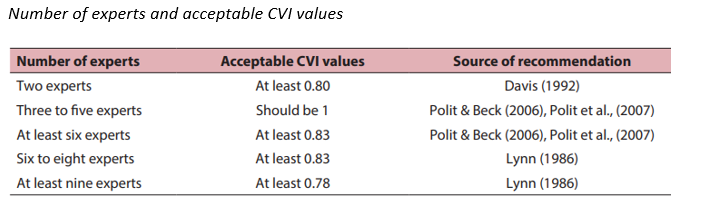 Number of experts and acceptable CVI values
Number of experts Acceptable CVI values Source of recommendation
Two experts At least 0.80 Davis (1992)
Three to five experts Should be 1 Polit & Beck (2006), Polit et al., (2007)
At least six experts At least 0.83 Polit & Beck (2006), Polit et al., (2007)
Six to eight experts At least 0.83 Lynn (1986)
At least nine experts At least 0.78 Lynn (1986)